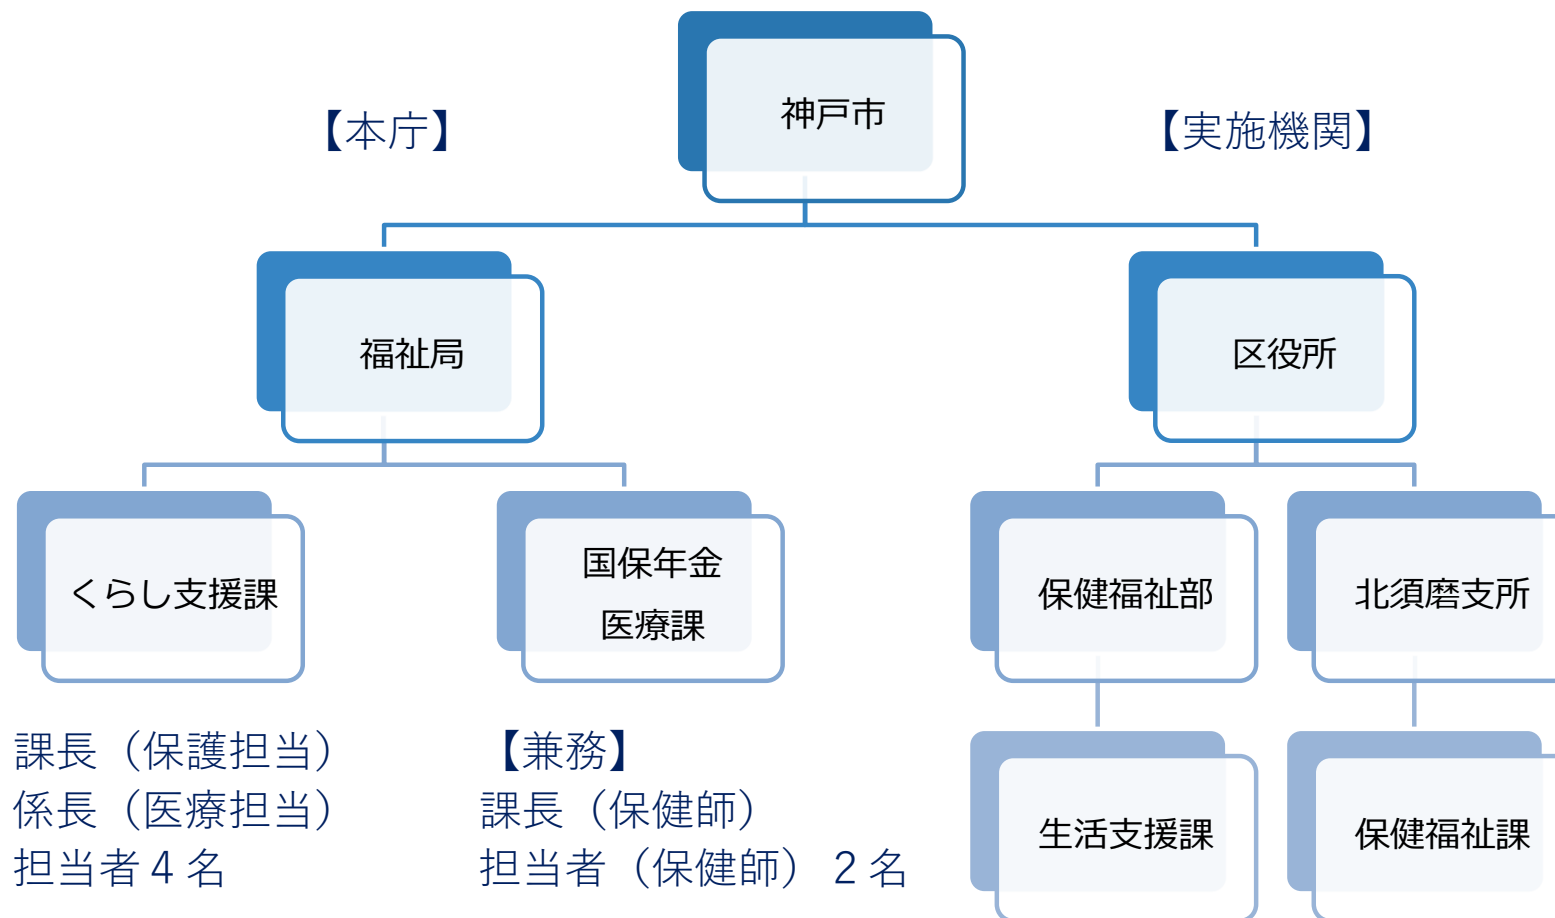 神戸市
【本庁】
【実施機関】
福祉局
区役所
くらし支援課
国保年金
医療課
保健福祉部
北須磨支所
課長（保護担当）
係長（医療担当）
担当者４名
【兼務】
課長（保健師）
担当者（保健師）２名
生活支援課
保健福祉課